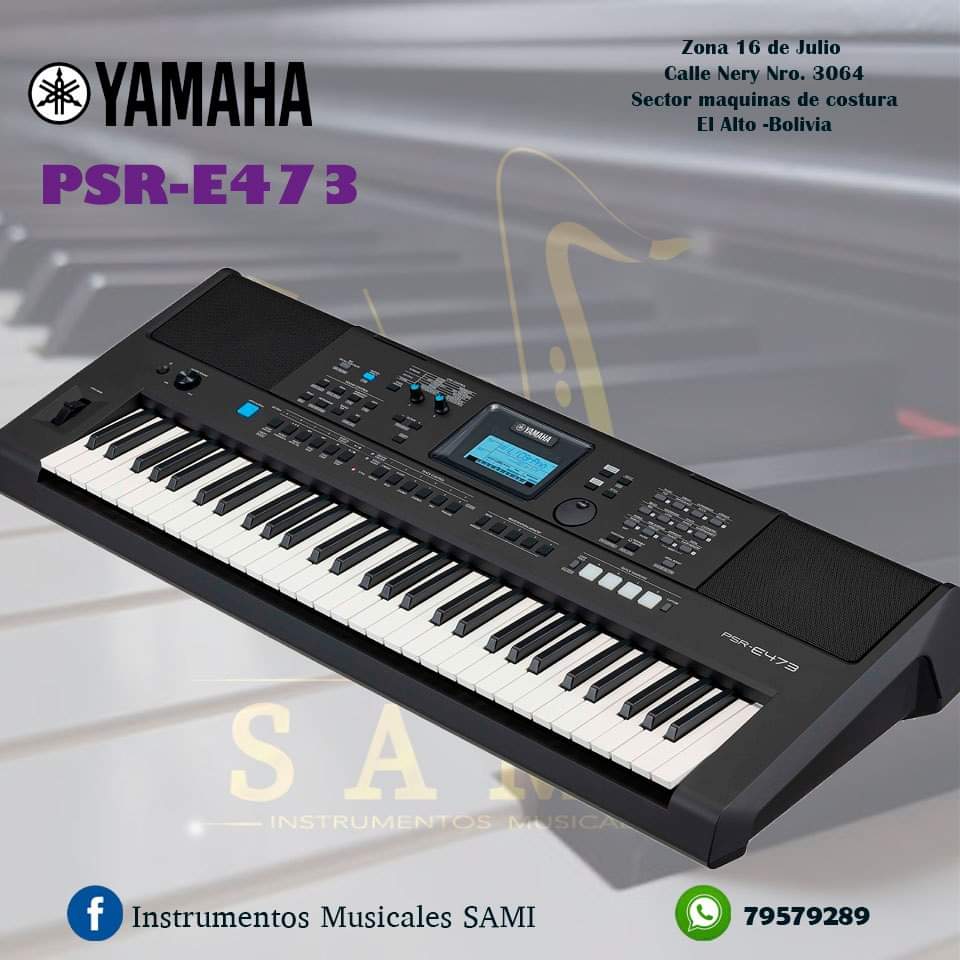 YAMAHA
PSR-E473
Zona 16 de Julio
Calle Nery Nro. 3064
Sector maquinas de costura
El Alto -Bolivia
YAMAHA
PSR-E473
SAM
INSTRUMENTOS MUSICAL
Instrumentos Musicales SAMI
79579289